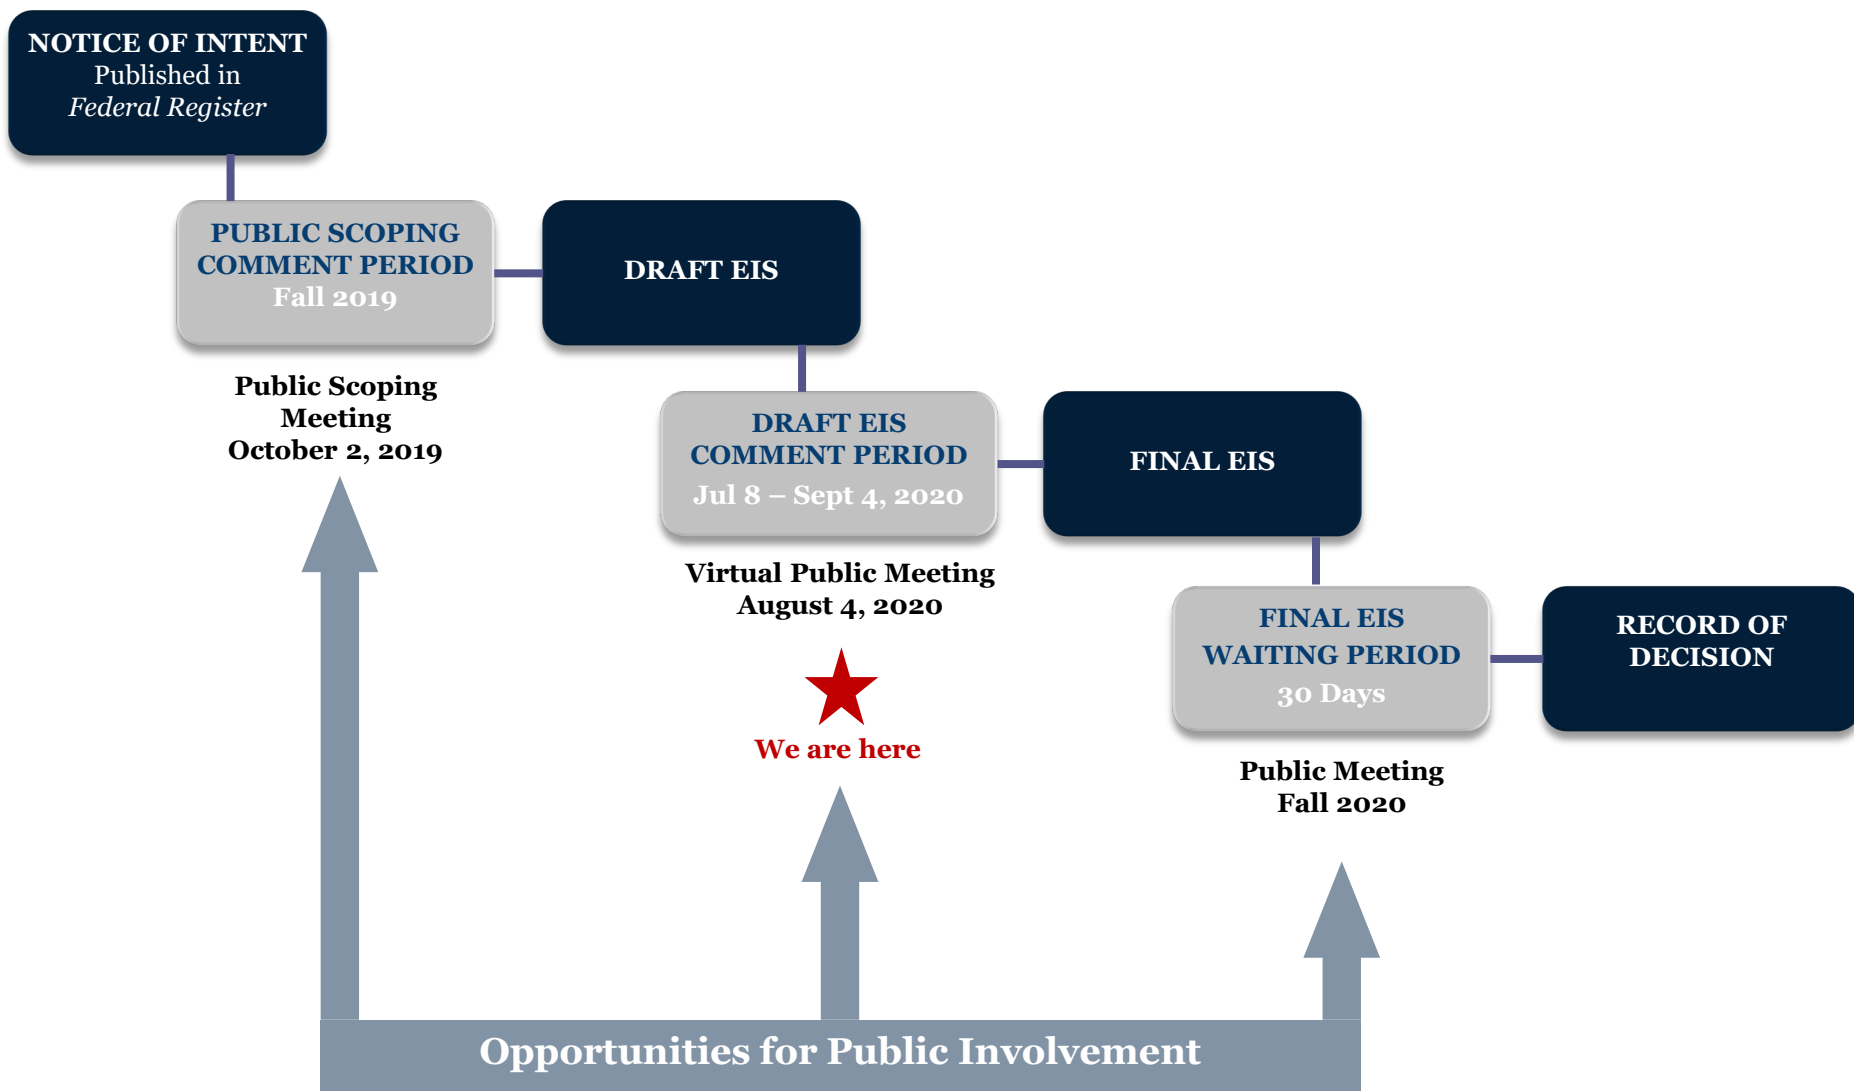 NOTICE OF INTENT
Published in
Federal Register
PUBLIC SCOPING
COMMENT PERIOD
Fall 2019
DRAFT EIS
Public Scoping
Meeting
October 2, 2019
DRAFT EIS
COMMENT PERIOD
Jul 8 – Sept 4, 2020
FINAL EIS
Virtual Public Meeting
August 4, 2020
We are here
FINAL EIS
WAITING PERIOD
30 Days
RECORD OF
DECISION
Public Meeting
Fall 2020
Opportunities for Public Involvement